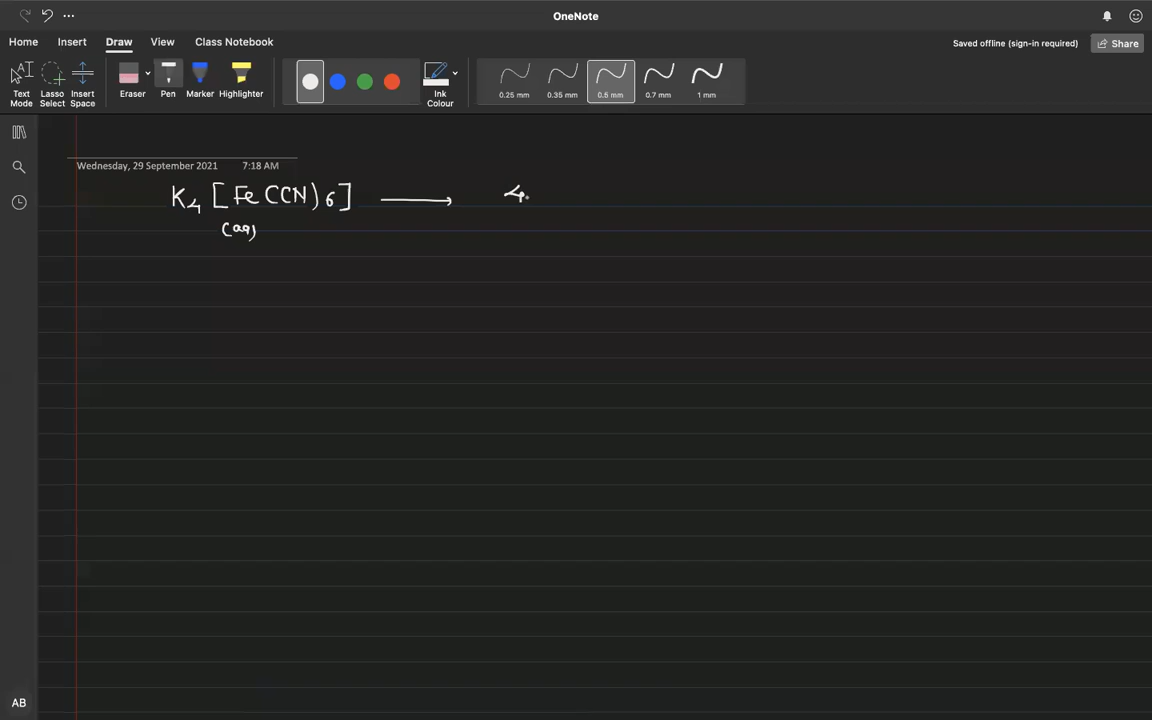 OneNote
Home Insert Draw View Class Notebook
Saved offline (sign-in required) Share
Text Mode
Lasso Select
Insert Space
Eraser
Pen
Marker
Highlighter
Ink Colour
0.25 mm
0.35 mm
0.5 mm
0.7 mm
1 mm
Wednesday, 29 September 2021 7:18 AM
K₄ [Fe(CN)₆] ⟶ 4
(aq)
AB